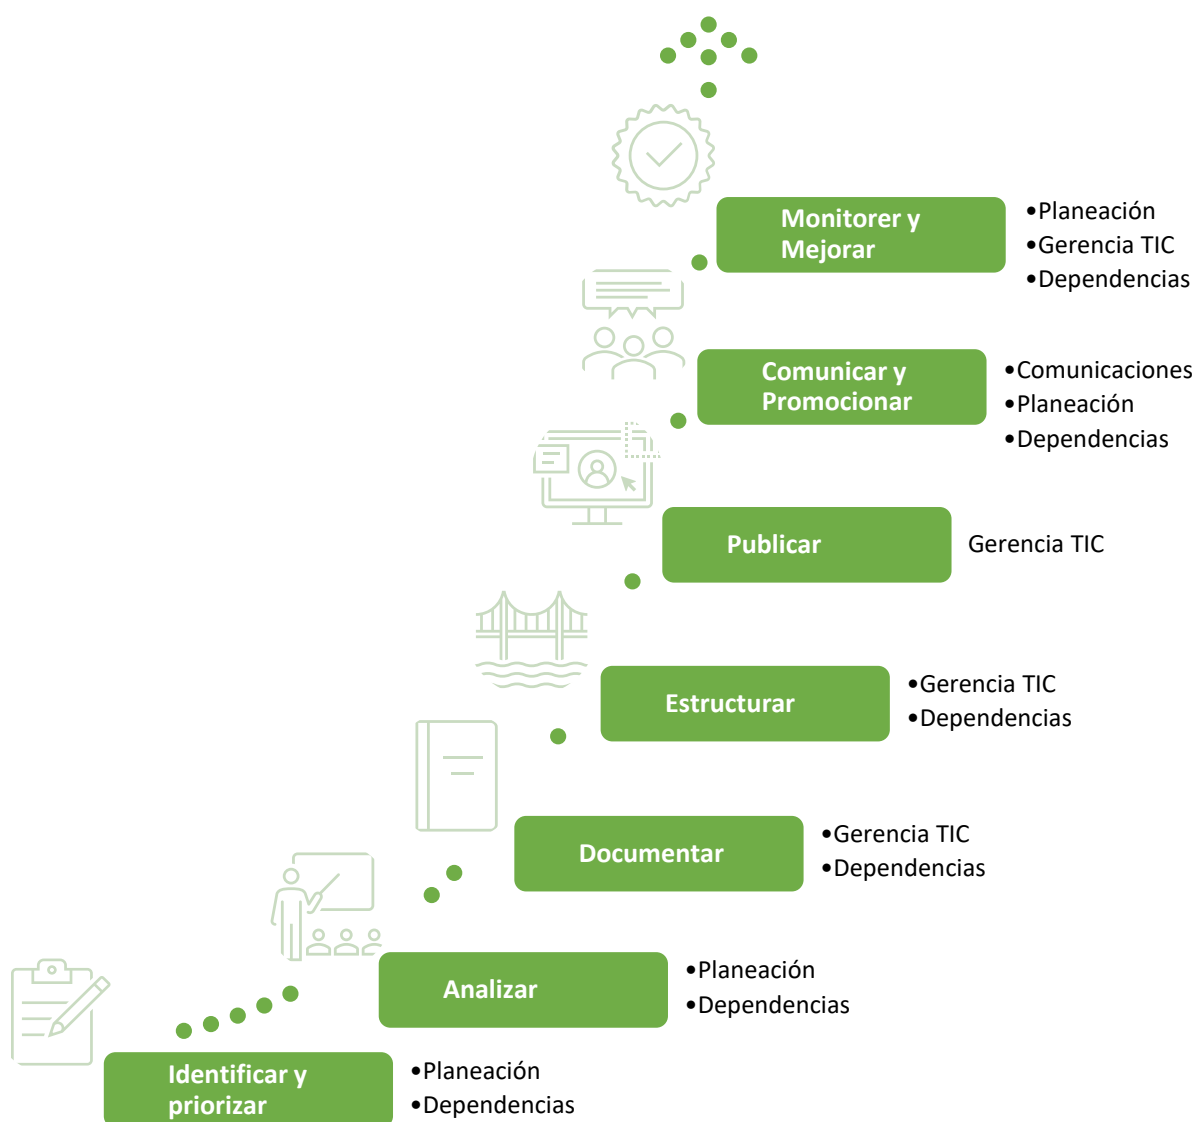 Monitorer y
Mejorar
•Planeación
•Gerencia TIC
•Dependencias
Comunicar y
Promocionar
•Comunicaciones
•Planeación
•Dependencias
Publicar
Gerencia TIC
Estructurar
•Gerencia TIC
•Dependencias
Documentar
•Gerencia TIC
•Dependencias
Analizar
•Planeación
•Dependencias
Identificar y
priorizar
•Planeación
•Dependencias